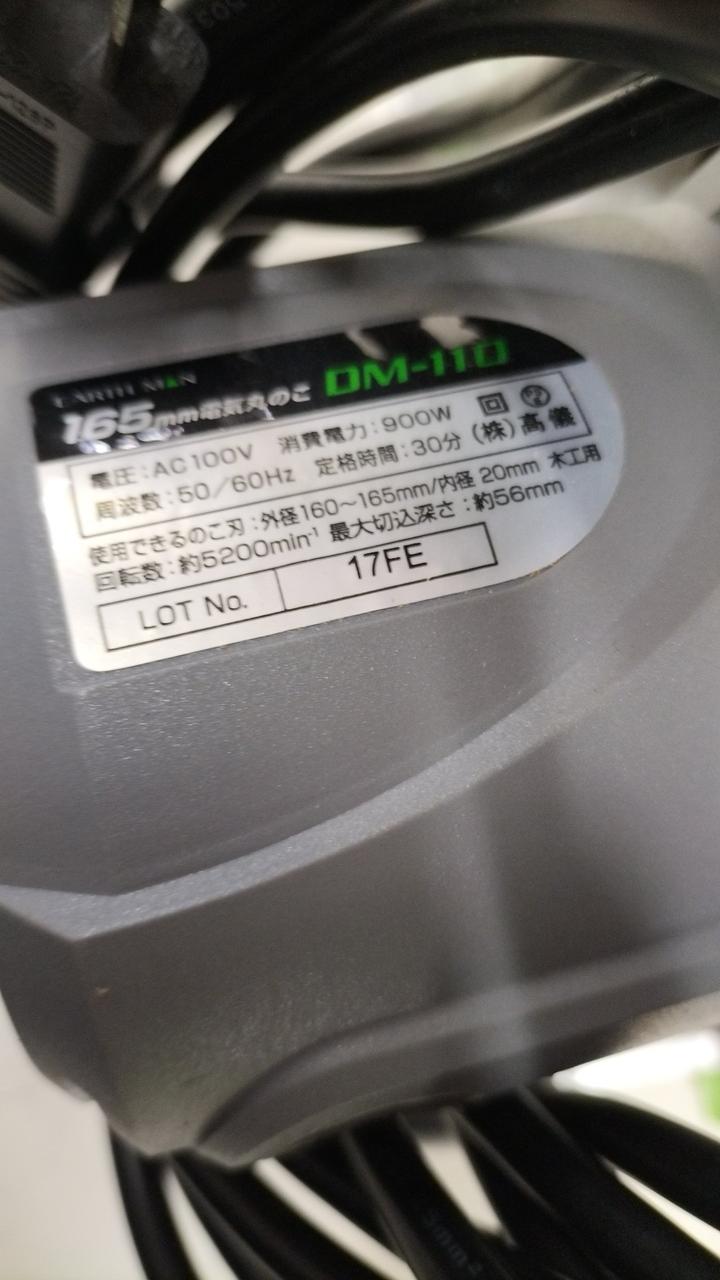 EARTH MAN
165mm電気丸のこ DM-110
電圧:AC100V 消費電力:900W
周波数:50/60Hz 定格時間:30分 (株)髙儀
使用できるのこ刃:外径160～165mm/内径 20mm 木工用
回転数:約5200min⁻¹ 最大切込深さ:約56mm
LOT No. 17FE